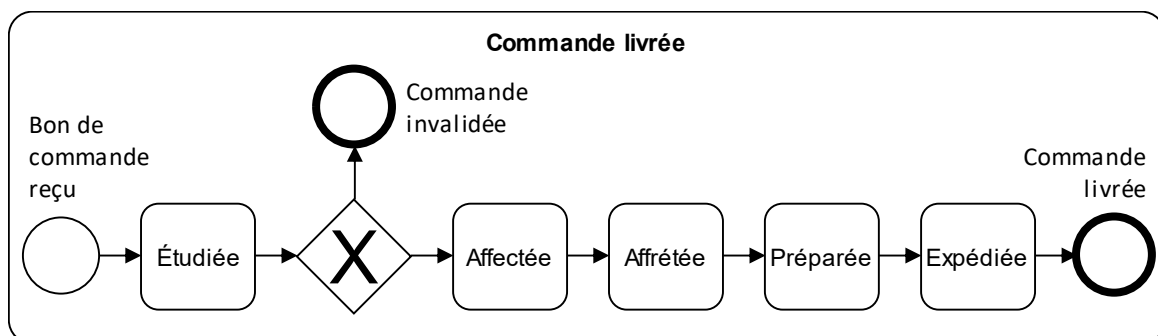 Commande livrée
Commande
invalidée
Bon de
commande
reçu
Commande
livrée
Étudiée
X
Affectée
Affrétée
Préparée
Expédiée